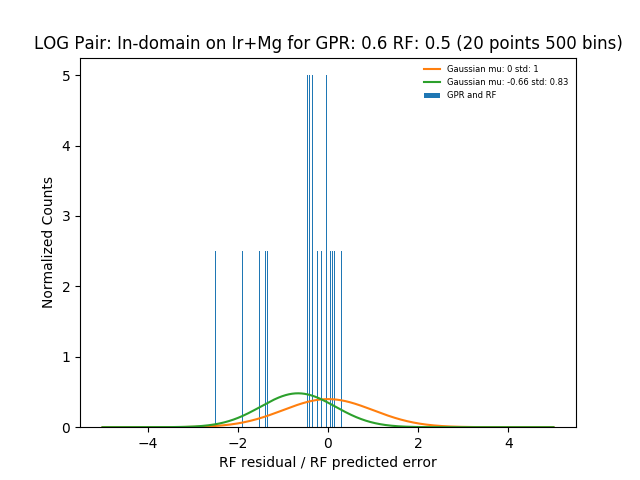 LOG Pair: In-domain on Ir+Mg for GPR: 0.6 RF: 0.5 (20 points 500 bins)
Gaussian mu: 0 std: 1
Gaussian mu: -0.66 std: 0.83
GPR and RF
Normalized Counts
5
4
3
2
1
0
−4 −2 0 2 4
RF residual / RF predicted error